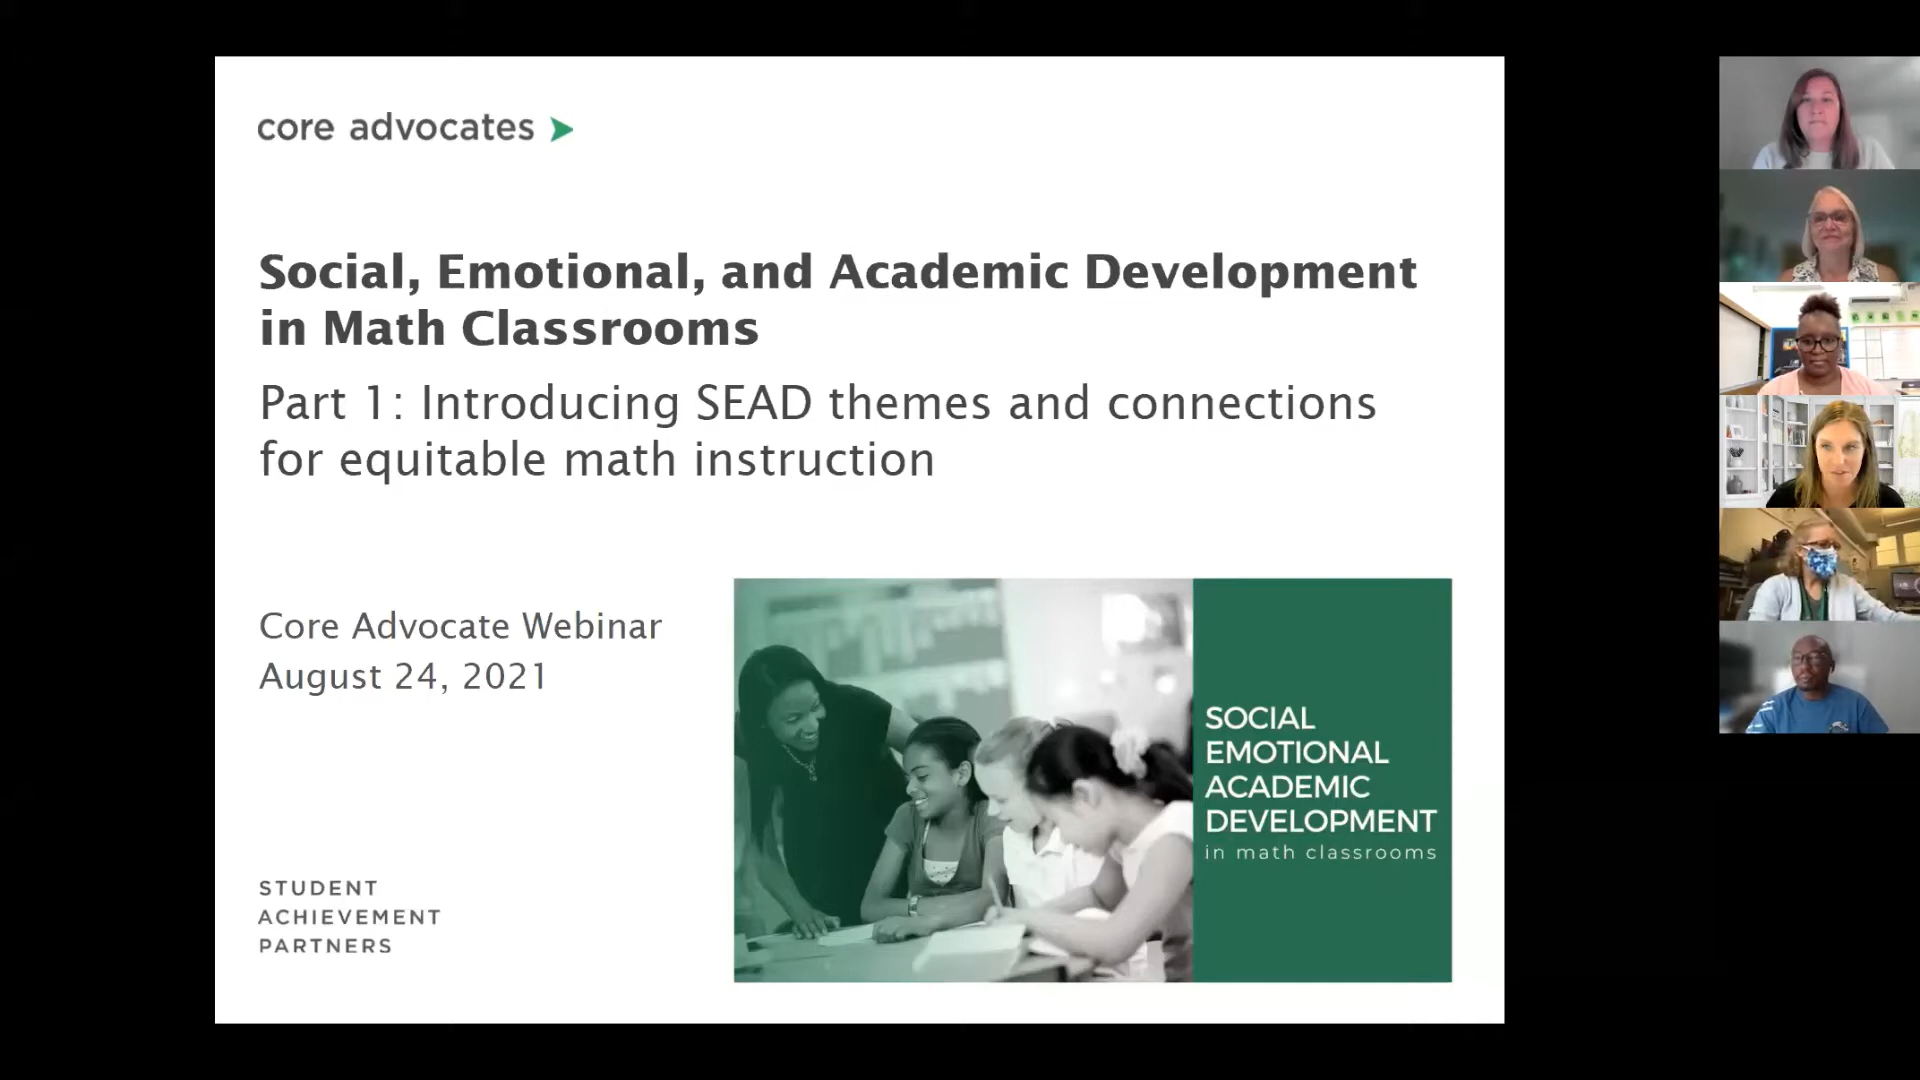 core advocates
Social, Emotional, and Academic Development
in Math Classrooms
Part 1: Introducing SEAD themes and connections
for equitable math instruction
Core Advocate Webinar
August 24, 2021
SOCIAL
EMOTIONAL
ACADEMIC
DEVELOPMENT
in math classrooms
STUDENT
ACHIEVEMENT
PARTNERS